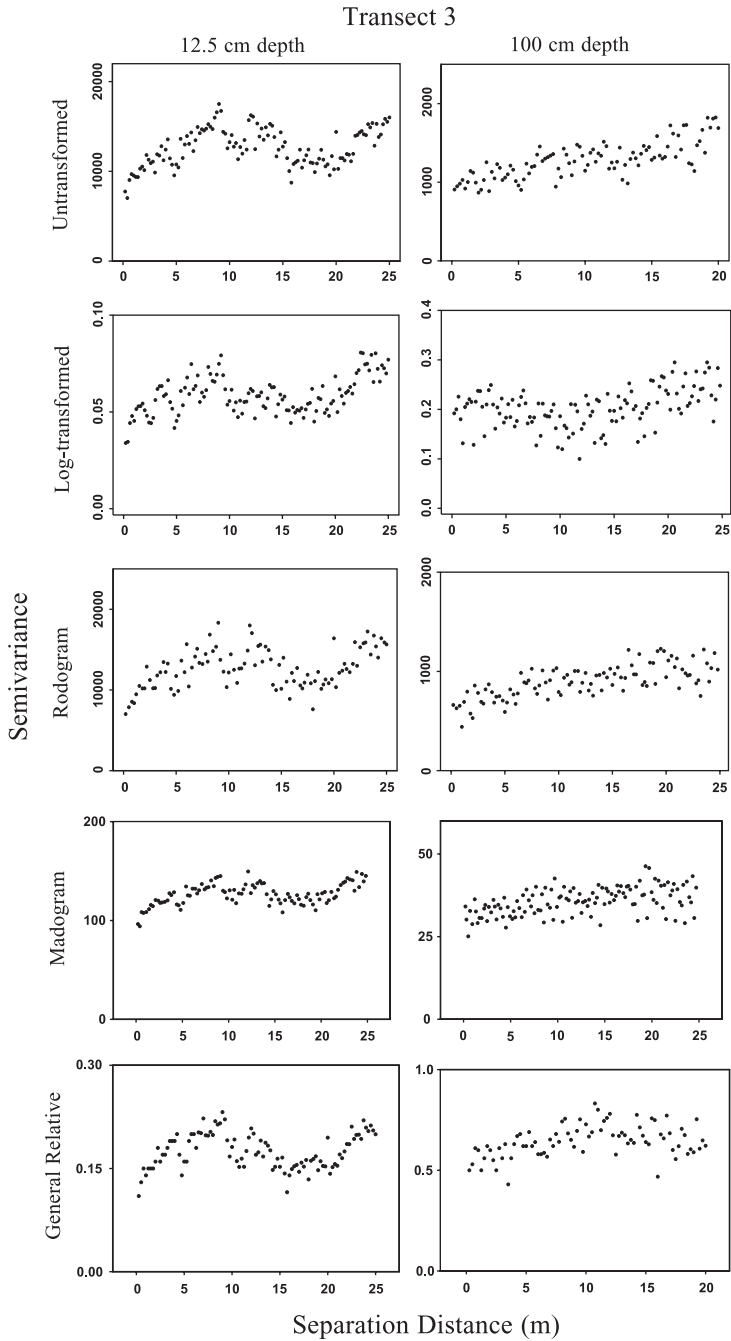 Transect 3
12.5 cm depth
100 cm depth
Semivariance
Untransformed
20000
10000
0
0 5 10 15 20 25
2000
1000
0
0 5 10 15 20
Log-transformed
0.10
0.05
0.00
0 5 10 15 20 25
0.4
0.3
0.2
0.1
0.0
0 5 10 15 20 25
Rodogram
20000
10000
0
0 5 10 15 20 25
2000
1000
0
0 5 10 15 20 25
Madogram
200
100
0
0 5 10 15 20 25
50
25
0
0 5 10 15 20 25
General Relative
0.30
0.15
0.00
0 5 10 15 20 25
1.0
0.5
0.0
0 5 10 15 20
Separation Distance (m)